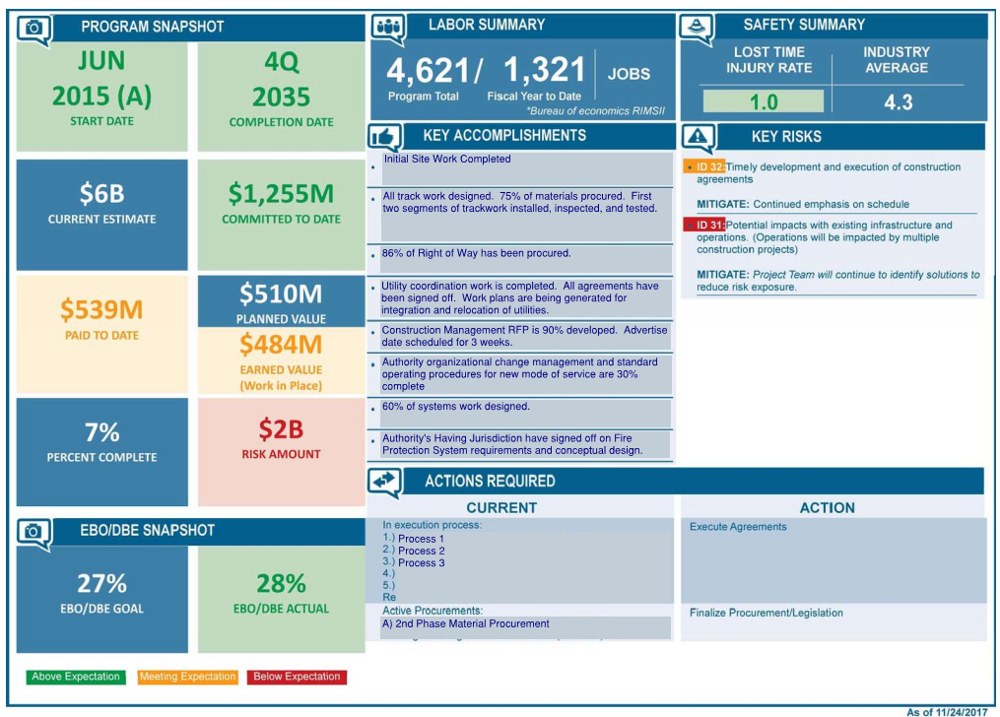 PROGRAM SNAPSHOT
JUN
2015 (A)
START DATE
4Q
2035
COMPLETION DATE
$6B
CURRENT ESTIMATE
$1,255M
COMMITTED TO DATE
$539M
PAID TO DATE
$510M
PLANNED VALUE
$484M
EARNED VALUE
(Work in Place)
7%
PERCENT COMPLETE
$2B
RISK AMOUNT
EBO/DBE SNAPSHOT
27%
EBO/DBE GOAL
28%
EBO/DBE ACTUAL
Above Expectation
Meeting Expectation
Below Expectation
LABOR SUMMARY
4,621/ 1,321 JOBS
Program Total Fiscal Year to Date
*Bureau of economics RIMSII
KEY ACCOMPLISHMENTS
• Initial Site Work Completed
• All track work designed. 75% of materials procured. First
two segments of trackwork installed, inspected, and tested.
• 86% of Right of Way has been procured.
• Utility coordination work is completed. All agreements have
been signed off. Work plans are being generated for
integration and relocation of utilities.
• Construction Management RFP is 90% developed. Advertise
date scheduled for 3 weeks.
• Authority organizational change management and standard
operating procedures for new mode of service are 30%
complete
• 60% of systems work designed.
• Authority's Having Jurisdiction have signed off on Fire
Protection System requirements and conceptual design.
SAFETY SUMMARY
LOST TIME
INJURY RATE
1.0
INDUSTRY
AVERAGE
4.3
KEY RISKS
• ID 32: Timely development and execution of construction
agreements
MITIGATE: Continued emphasis on schedule
• ID 31: Potential impacts with existing infrastructure and
operations. (Operations will be impacted by multiple
construction projects)
MITIGATE: Project Team will continue to identify solutions to
reduce risk exposure.
ACTIONS REQUIRED
CURRENT
In execution process:
1.) Process 1
2.) Process 2
3.) Process 3
4.)
5.)
Re
Active Procurements:
A) 2nd Phase Material Procurement
ACTION
Execute Agreements
Finalize Procurement/Legislation
As of 11/24/2017